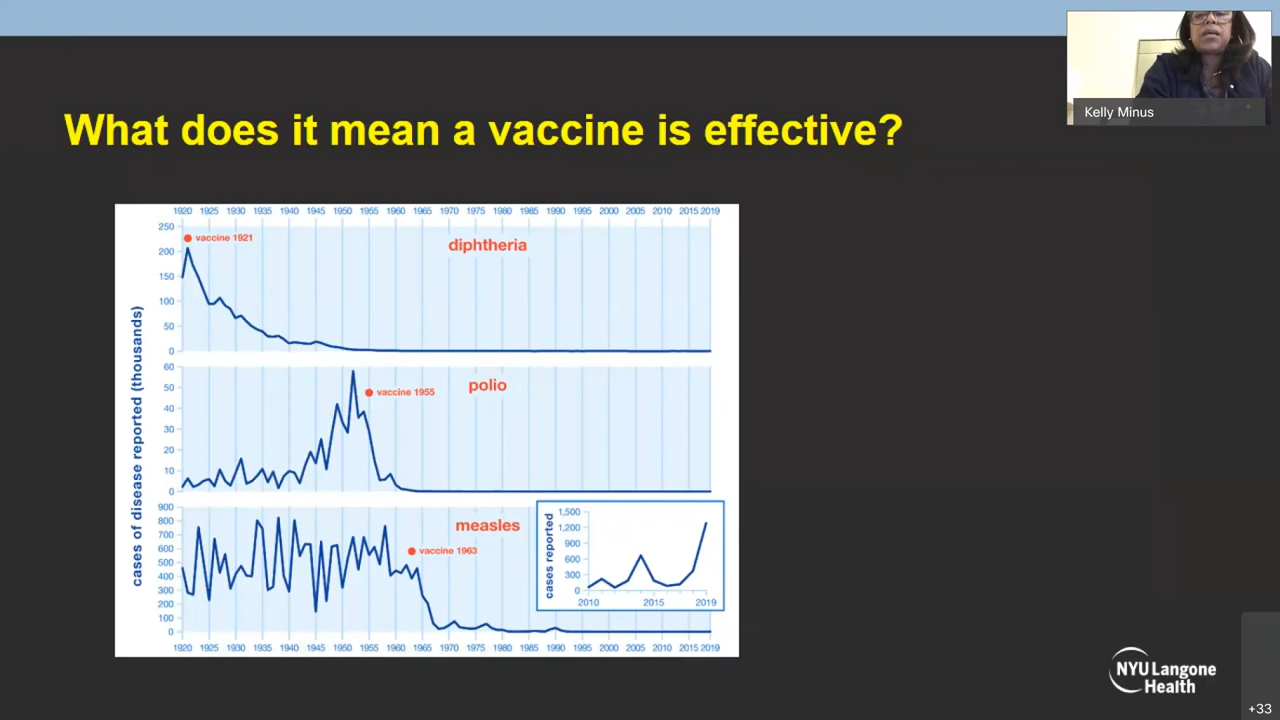 Kelly Minus
What does it mean a vaccine is effective?
1920 1925 1930 1935 1940 1945 1950 1955 1960 1965 1970 1975 1980 1985 1990 1995 2000 2005 2010 2015 2019
cases of disease reported (thousands)
250
200
150
100
50
0
vaccine 1921
diphtheria
60
50
40
30
20
10
0
vaccine 1955
polio
900
800
700
600
500
400
300
200
100
0
measles
vaccine 1963
cases reported
1,500
1,200
900
600
300
0
2010 2015 2019
1920 1925 1930 1935 1940 1945 1950 1955 1960 1965 1970 1975 1980 1985 1990 1995 2000 2005 2010 2015 2019
NYU Langone
Health
+33